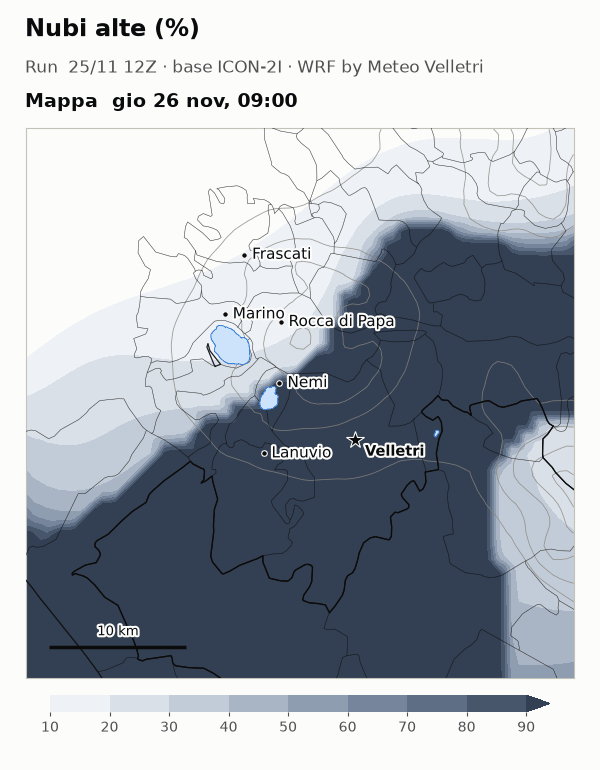 Nubi alte (%)
Run  25/11 12Z · base ICON-2I · WRF by Meteo Velletri
Mappa  gio 26 nov, 09:00
Frascati
Marino
Rocca di Papa
Nemi
Velletri
Lanuvio
10 km
10 20 30 40 50 60 70 80 90